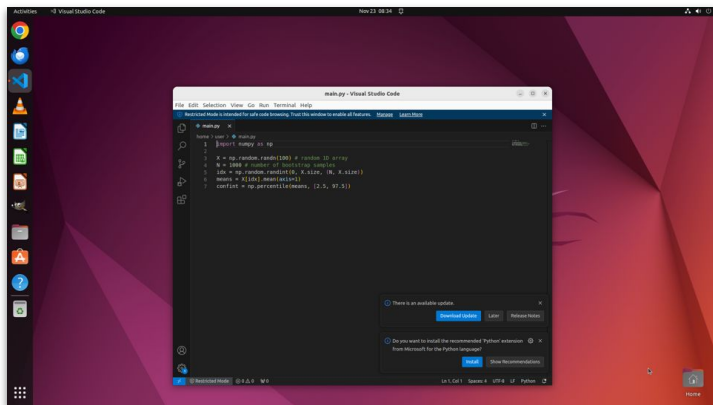 Activities
Visual Studio Code
Nov 23 08:34
main.py - Visual Studio Code
File Edit Selection View Go Run Terminal Help
Restricted Mode is intended for safe code browsing. Trust this window to enable all features. Manage Learn More
main.py
home > user > main.py
1 import numpy as np
2
3 X = np.random.randn(100) # random 1D array
4 N = 1000 # number of bootstrap samples
5 idx = np.random.randint(0, X.size, (N, X.size))
6 means = X[idx].mean(axis=1)
7 confint = np.percentile(means, [2.5, 97.5])
There is an available update.
Download Update Later Release Notes
Do you want to install the recommended 'Python' extension
from Microsoft for the Python language?
Install Show Recommendations
Restricted Mode 0 0 0 Ln 1, Col 1 Spaces: 4 UTF-8 LF Python
Home